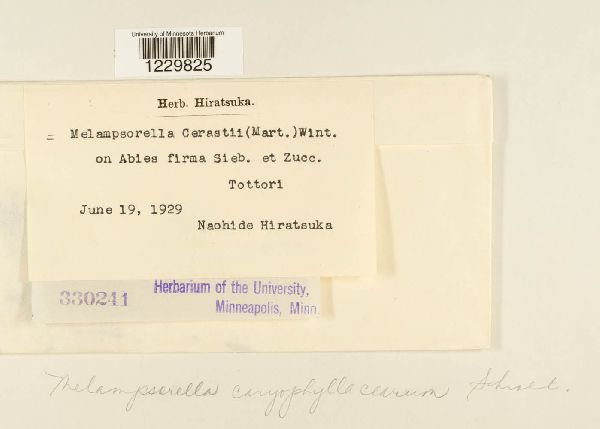 University of Minnesota Herbarium
1229825
Herb. Hiratsuka.
= Melampsorella Cerastii(Mart.)Wint.
on Abies firma Sieb. et Zucc.
Tottori
June 19, 1929
Naohide Hiratsuka
330241
Herbarium of the University,
Minneapolis, Minn.
Melampsorella caryophyllacearum Schroet.